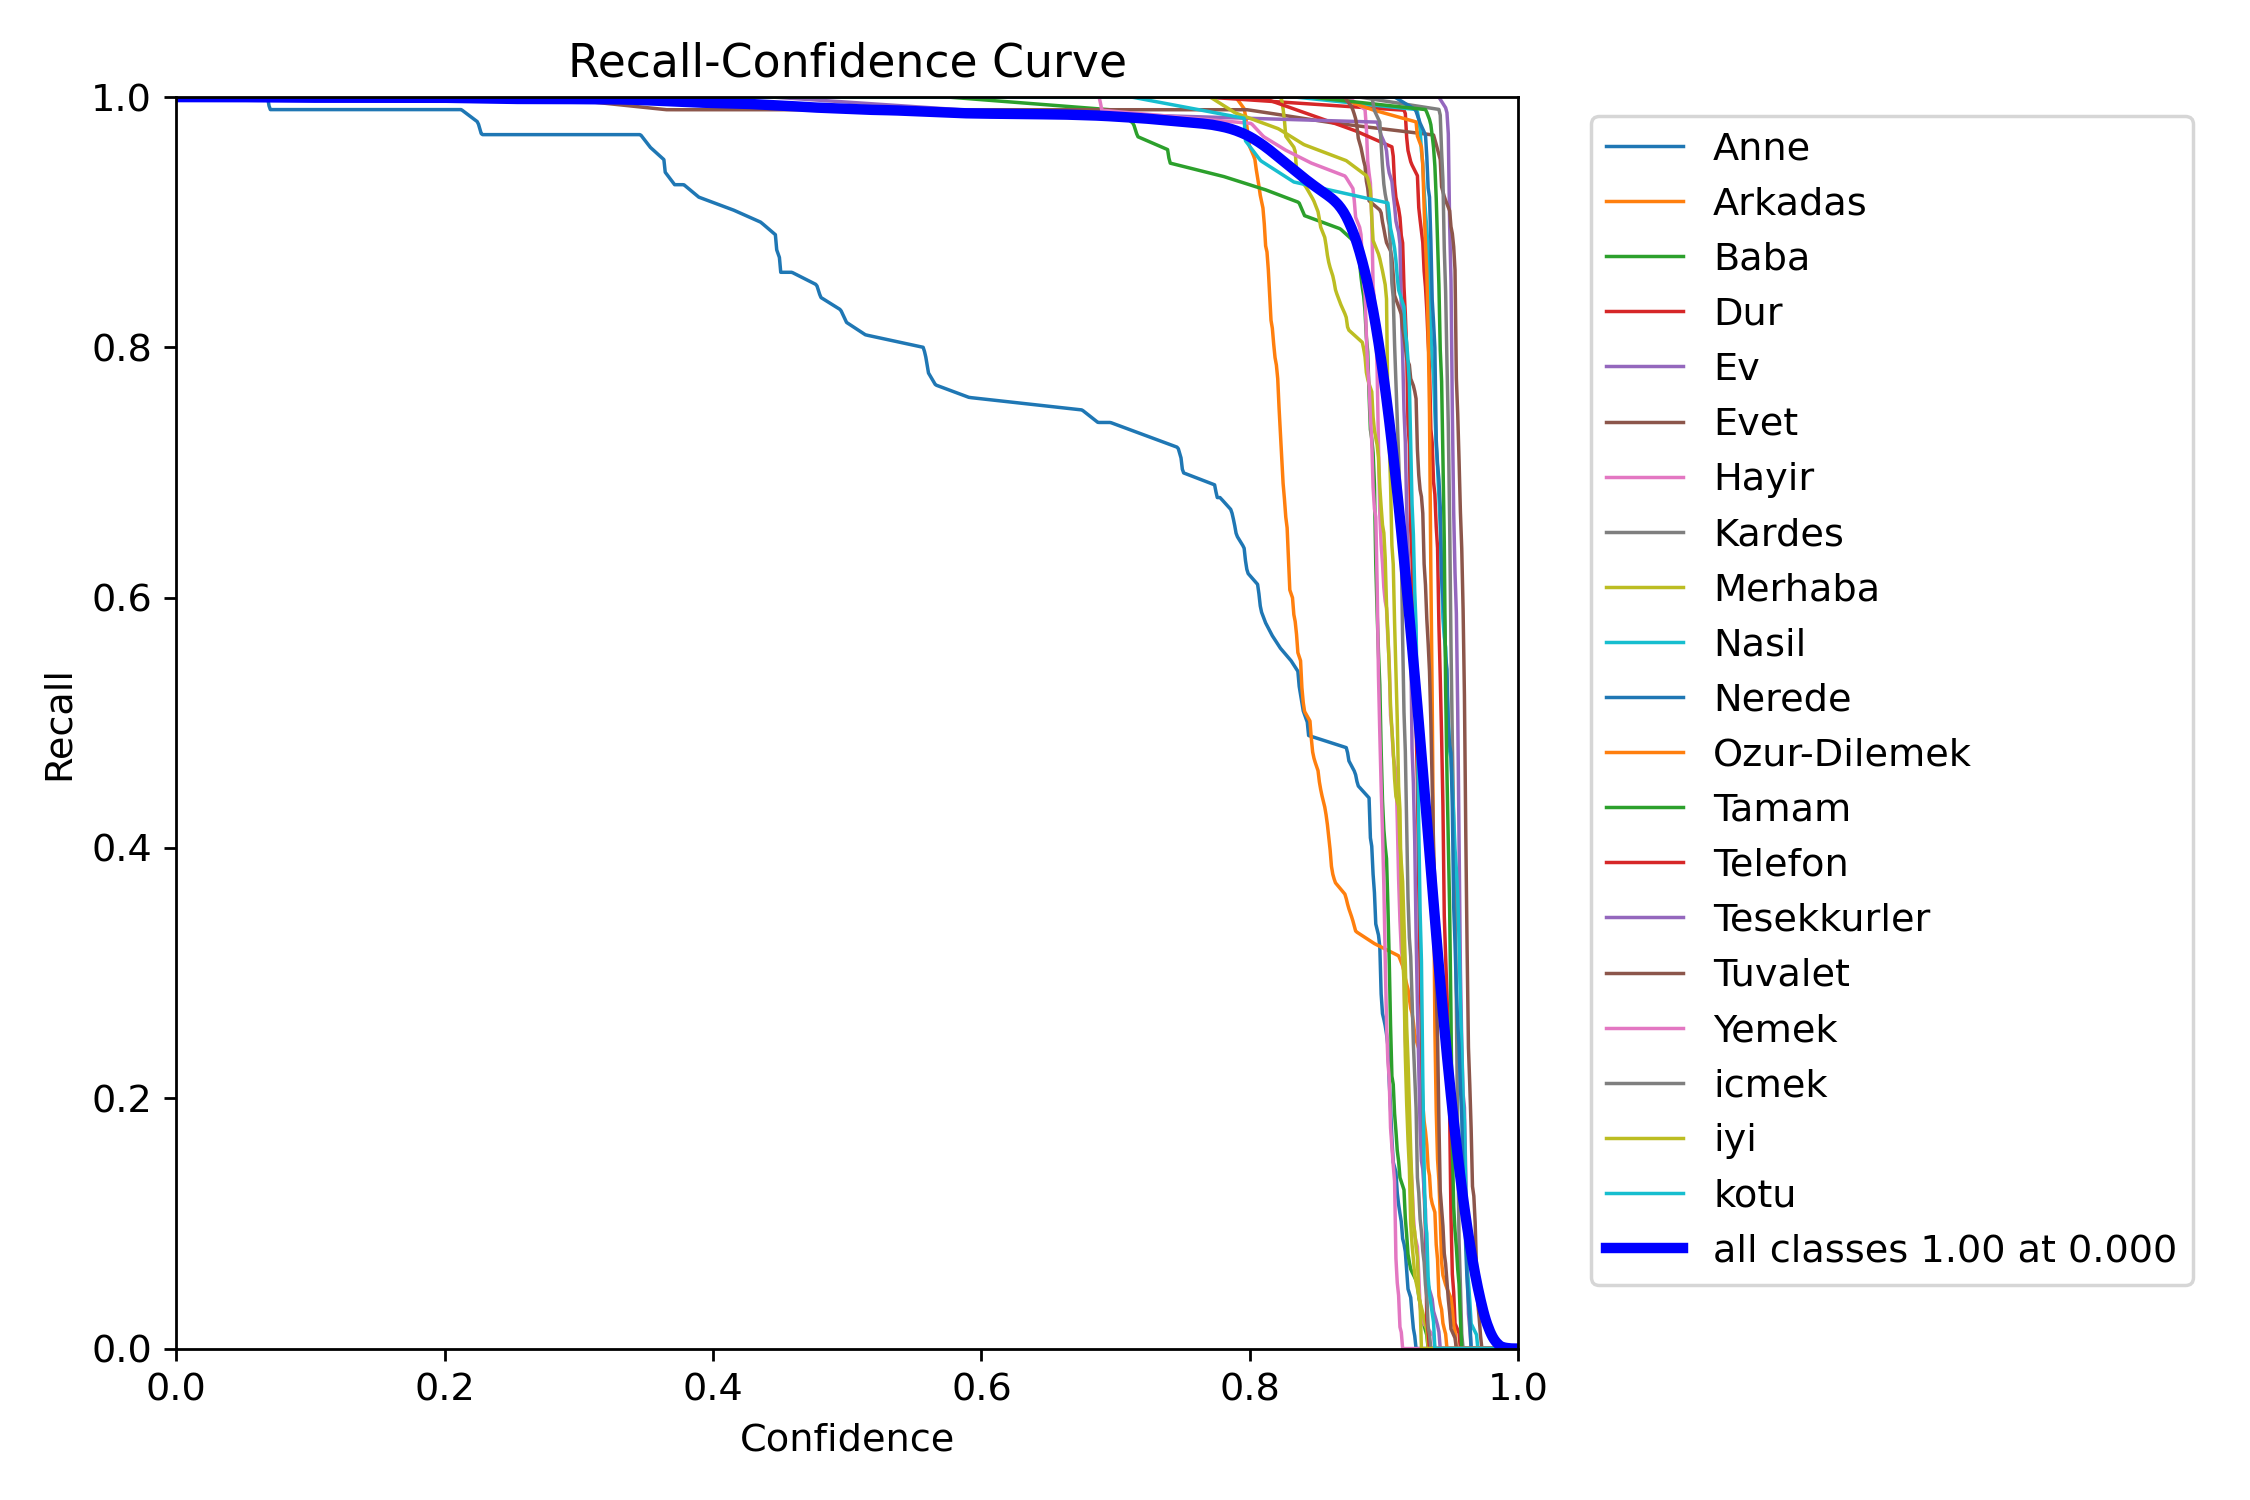 Recall-Confidence Curve
1.0
0.8
0.6
0.4
0.2
0.0
Recall
0.0 0.2 0.4 0.6 0.8 1.0
Confidence
Anne
Arkadas
Baba
Dur
Ev
Evet
Hayir
Kardes
Merhaba
Nasil
Nerede
Ozur-Dilemek
Tamam
Telefon
Tesekkurler
Tuvalet
Yemek
icmek
iyi
kotu
all classes 1.00 at 0.000